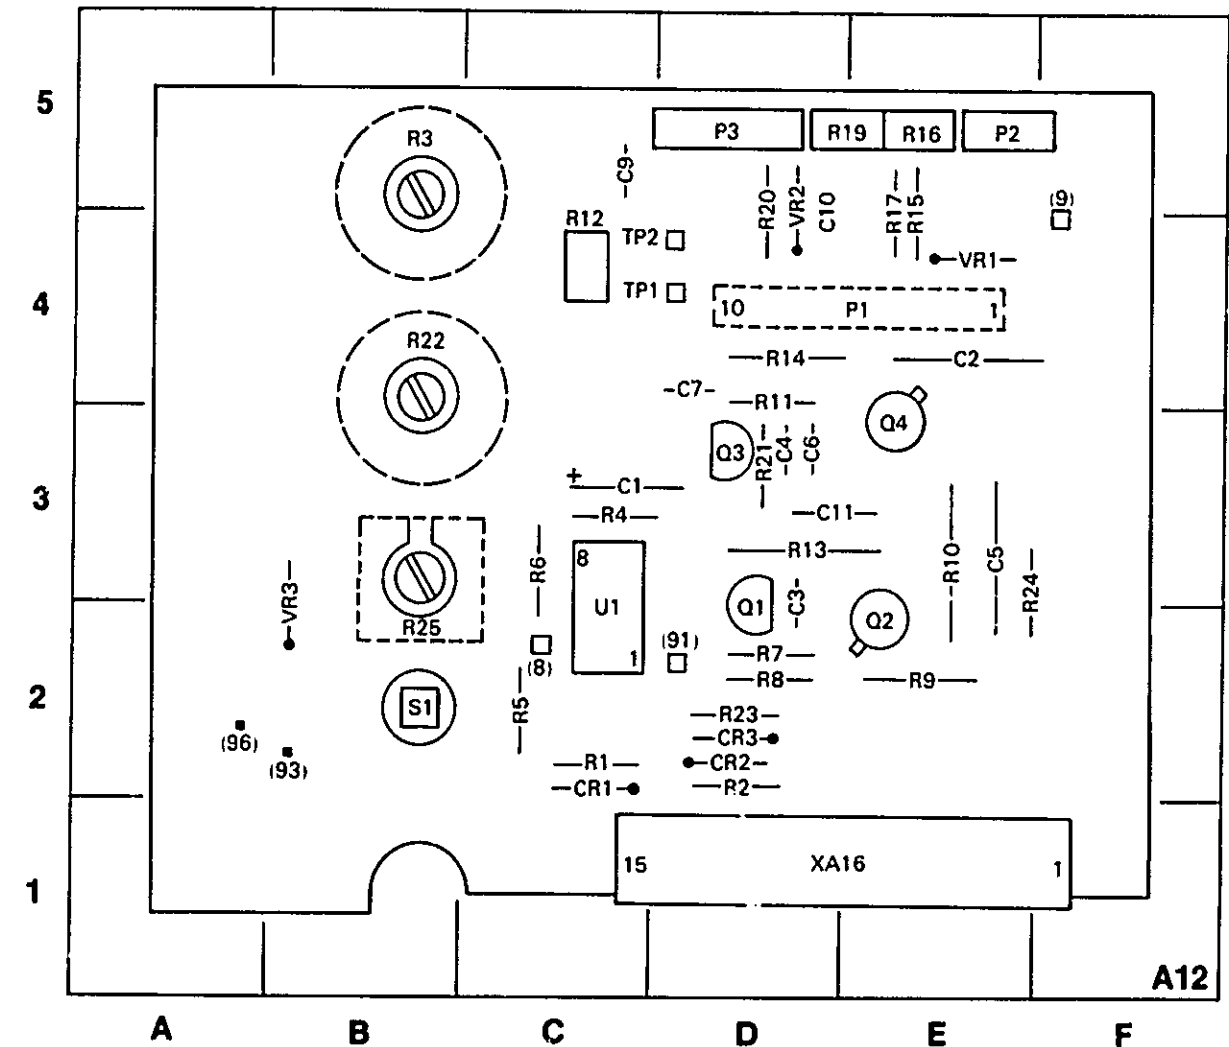 5
R3
P3
R19
R16
P2
C9
R20
VR2
C10
R17
R15
(9)
R12
TP2
VR1
4
TP1
10
P1
1
R22
R14
C2
C7
R11
Q4
Q3
R21
C4
C6
3
+
C1
R4
C11
R13
R10
C5
R6
8
VR3
U1
Q1
C3
R24
Q2
R25
(8)
1
(91)
R7
R8
R9
2
S1
R5
R23
(96)
CR3
(93)
R1
CR2
CR1
R2
1
15
XA16
1
A12
A
B
C
D
E
F